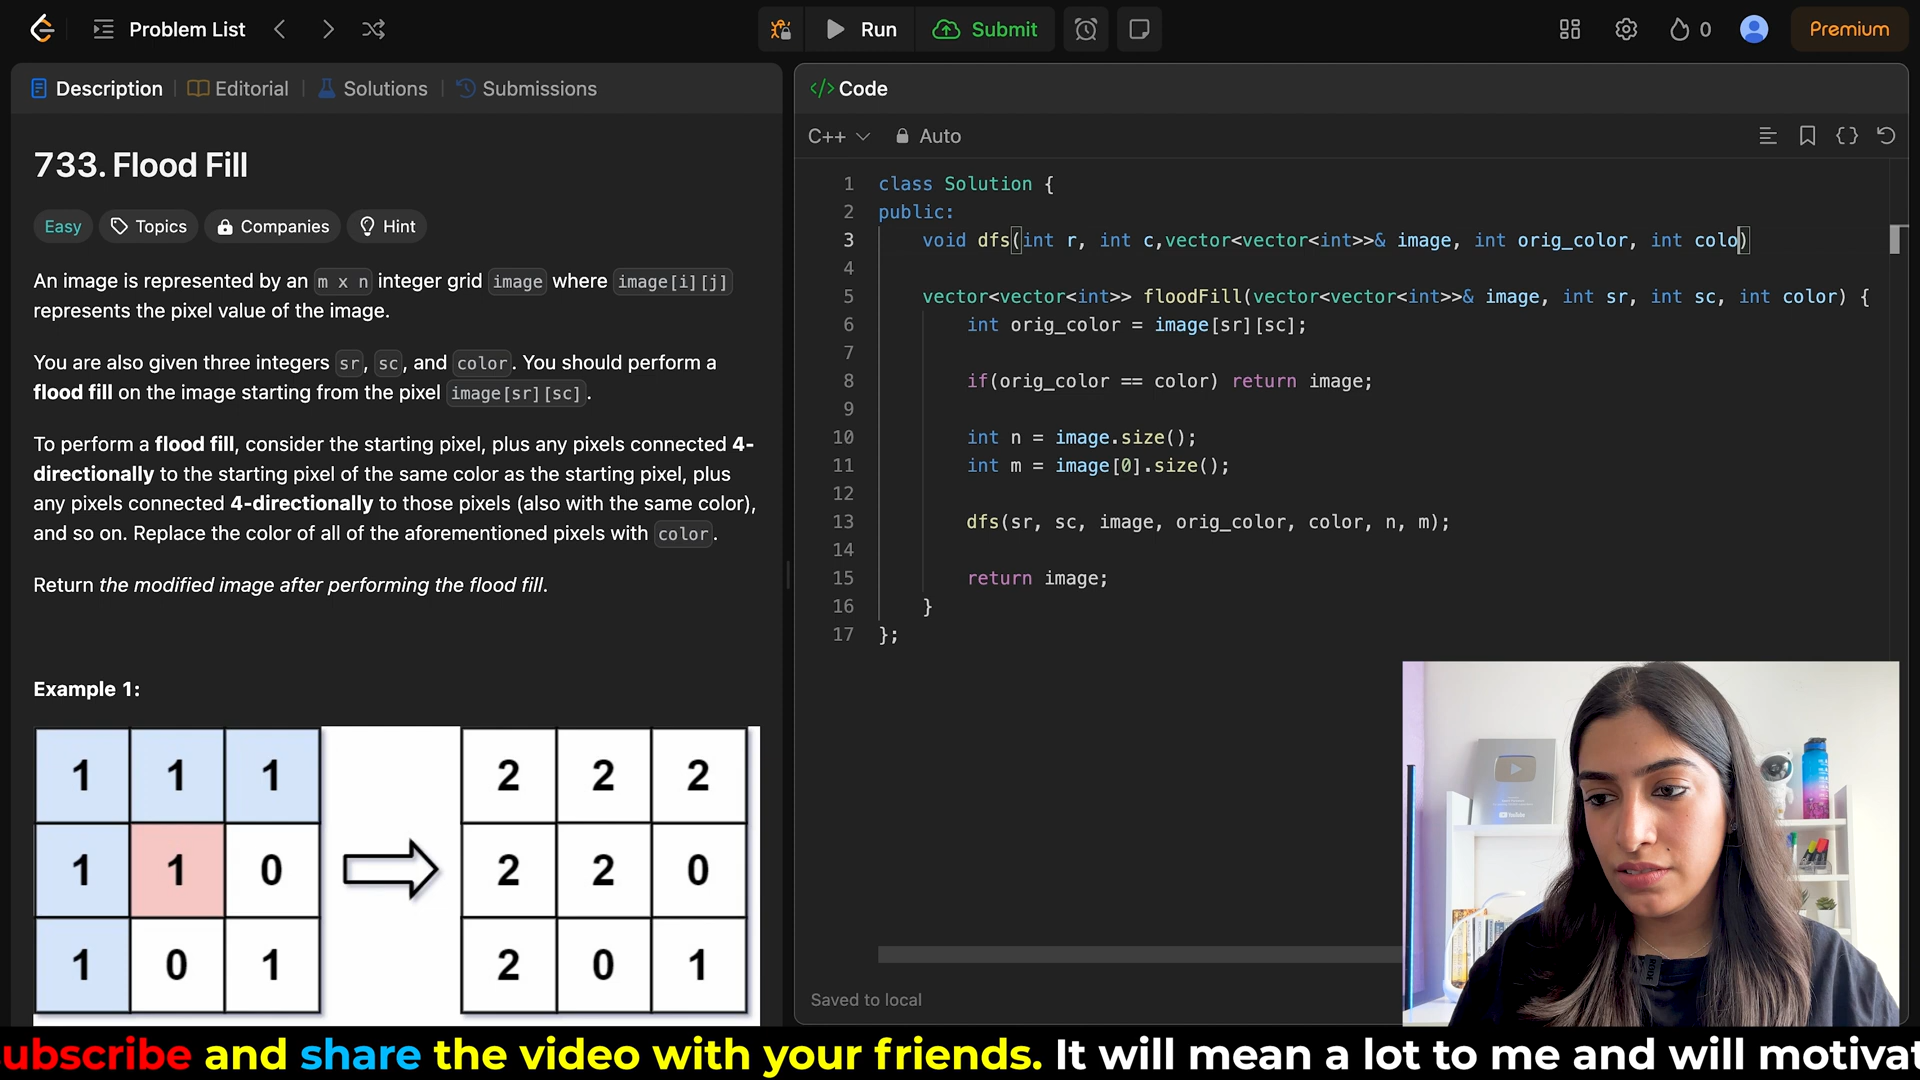 Problem List
Run
Submit
0
Premium
Description
Editorial
Solutions
Submissions
733. Flood Fill
Easy
Topics
Companies
Hint
An image is represented by an m x n integer grid image where image[i][j]
represents the pixel value of the image.
You are also given three integers sr, sc, and color. You should perform a
flood fill on the image starting from the pixel image[sr][sc].
To perform a flood fill, consider the starting pixel, plus any pixels connected 4-
directionally to the starting pixel of the same color as the starting pixel, plus
any pixels connected 4-directionally to those pixels (also with the same color),
and so on. Replace the color of all of the aforementioned pixels with color.
Return the modified image after performing the flood fill.
Example 1:
1 1 1 2 2 2
1 1 0 2 2 0
1 0 1 2 0 1
</> Code
C++
Auto
1 class Solution {
2 public:
3 void dfs(int r, int c,vector<vector<int>>& image, int orig_color, int colo)
4
5 vector<vector<int>> floodFill(vector<vector<int>>& image, int sr, int sc, int color) {
6 int orig_color = image[sr][sc];
7
8 if(orig_color == color) return image;
9
10 int n = image.size();
11 int m = image[0].size();
12
13 dfs(sr, sc, image, orig_color, color, n, m);
14
15 return image;
16 }
17 };
Saved to local
YouTube
ubscribe and share the video with your friends. It will mean a lot to me and will motivat